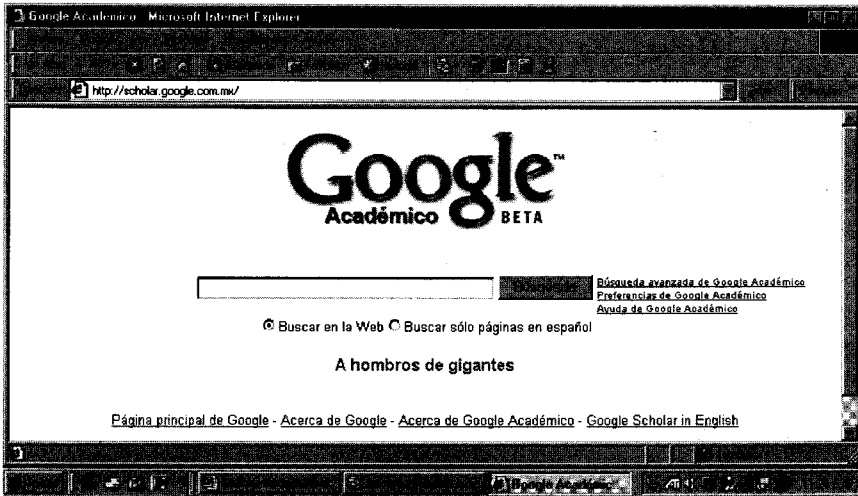 Google Académico - Microsoft Internet Explorer
http://scholar.google.com.mx/
Google™
Académico BETA
Búsqueda avanzada de Google Académico
Preferencias de Google Académico
Ayuda de Google Académico
Buscar en la Web Buscar sólo páginas en español
A hombros de gigantes
Página principal de Google - Acerca de Google - Acerca de Google Académico - Google Scholar in English
Google Académic